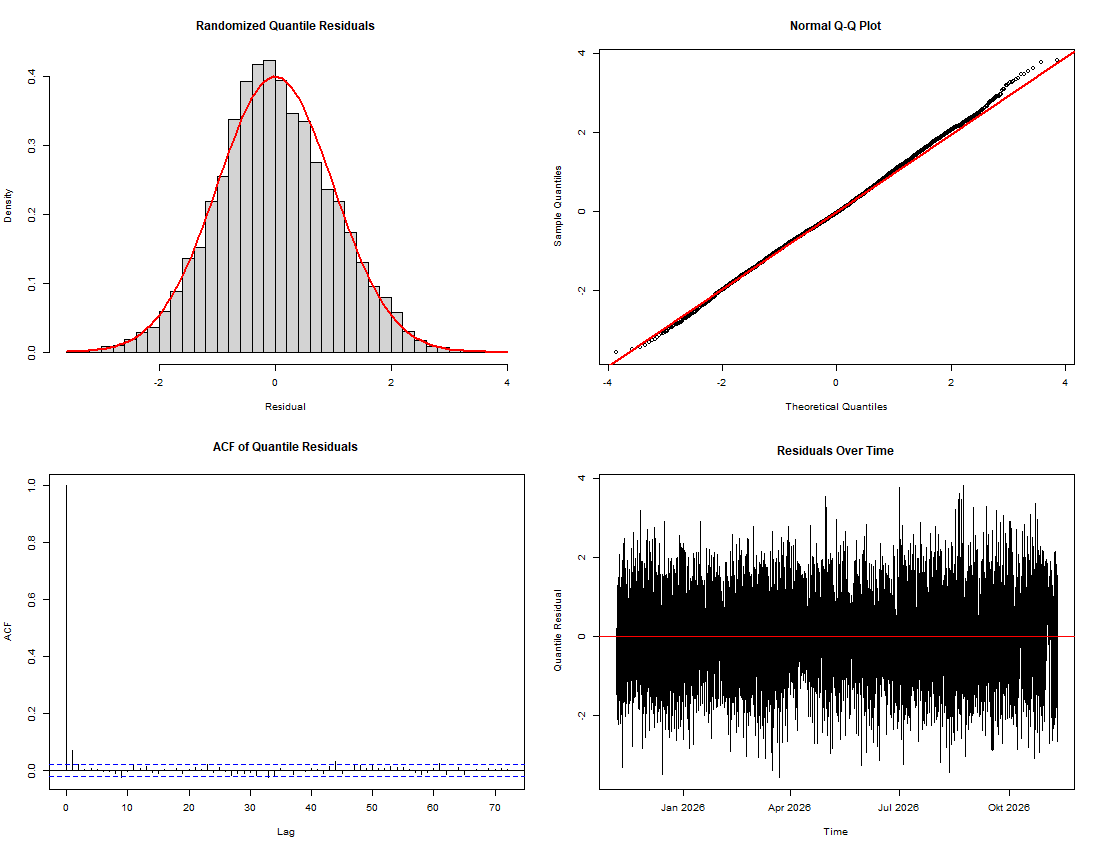 Randomized Quantile Residuals
Density
0.0
0.1
0.2
0.3
0.4
-2
0
2
4
Residual
Normal Q-Q Plot
Sample Quantiles
-2
0
2
4
-4
-2
0
2
4
Theoretical Quantiles
ACF of Quantile Residuals
ACF
0.0
0.2
0.4
0.6
0.8
1.0
0
10
20
30
40
50
60
70
Lag
Residuals Over Time
Quantile Residual
-2
0
2
4
Jan 2026
Apr 2026
Jul 2026
Okt 2026
Time